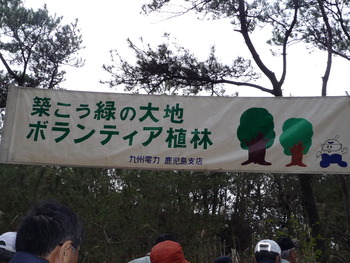 築こう緑の大地
ボランティア植林
九州電力 鹿児島支店